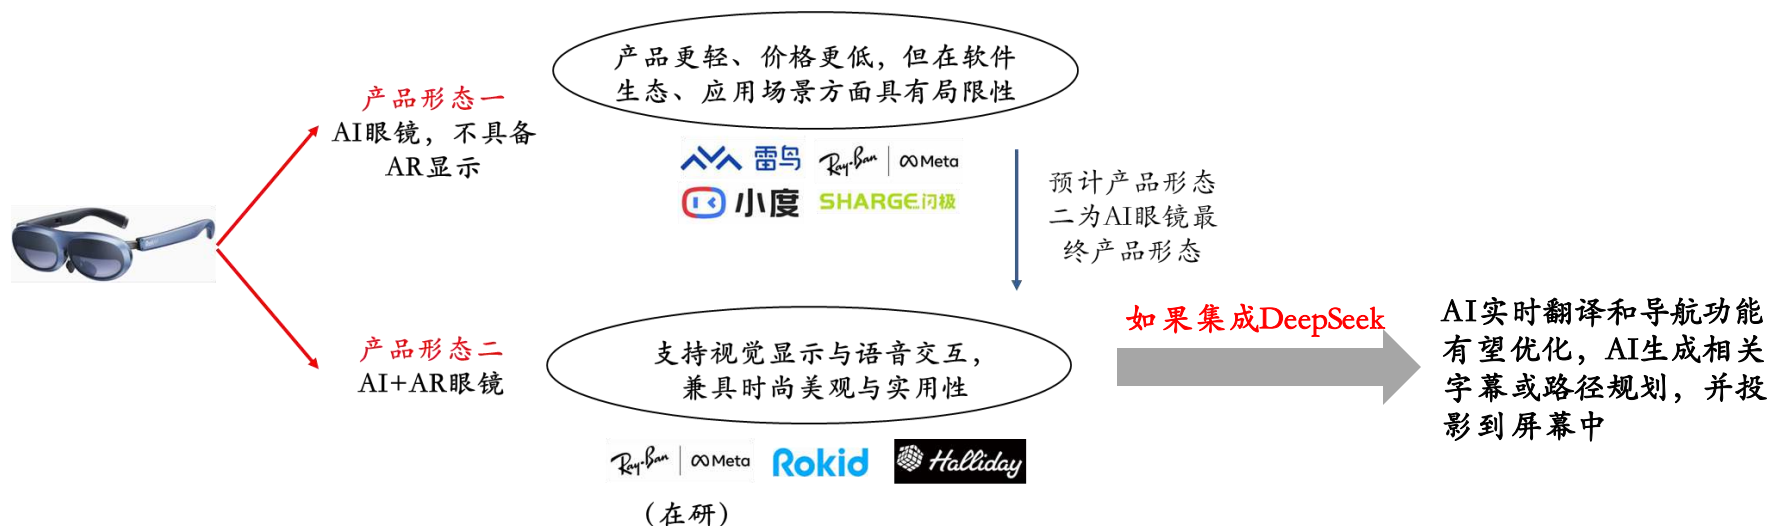 产品更轻、价格更低，但在软件
生态、应用场景方面具有局限性
产品形态一
AI眼镜，不具备
AR显示
雷鸟
Ray-Ban
Meta
小度
SHARGE闪极
预计产品形态
二为AI眼镜最
终产品形态
产品形态二
AI+AR眼镜
支持视觉显示与语音交互，
兼具时尚美观与实用性
如果集成DeepSeek
AI实时翻译和导航功能
有望优化，AI生成相关
字幕或路径规划，并投
影到屏幕中
Ray-Ban
Meta
Rokid
Halliday
（在研）